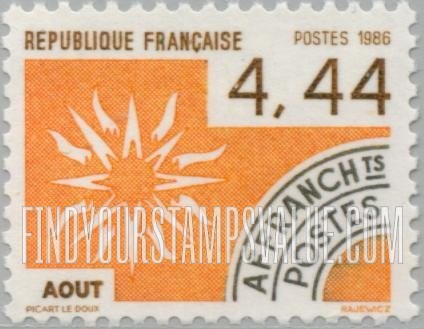 REPUBLIQUE FRANÇAISE
POSTES 1986
4,44
AFFRANCHTS
POSTES
FINDYOURSTAMPSVALUE.COM
AOUT
PICART LE DOUX
RAJEWICZ